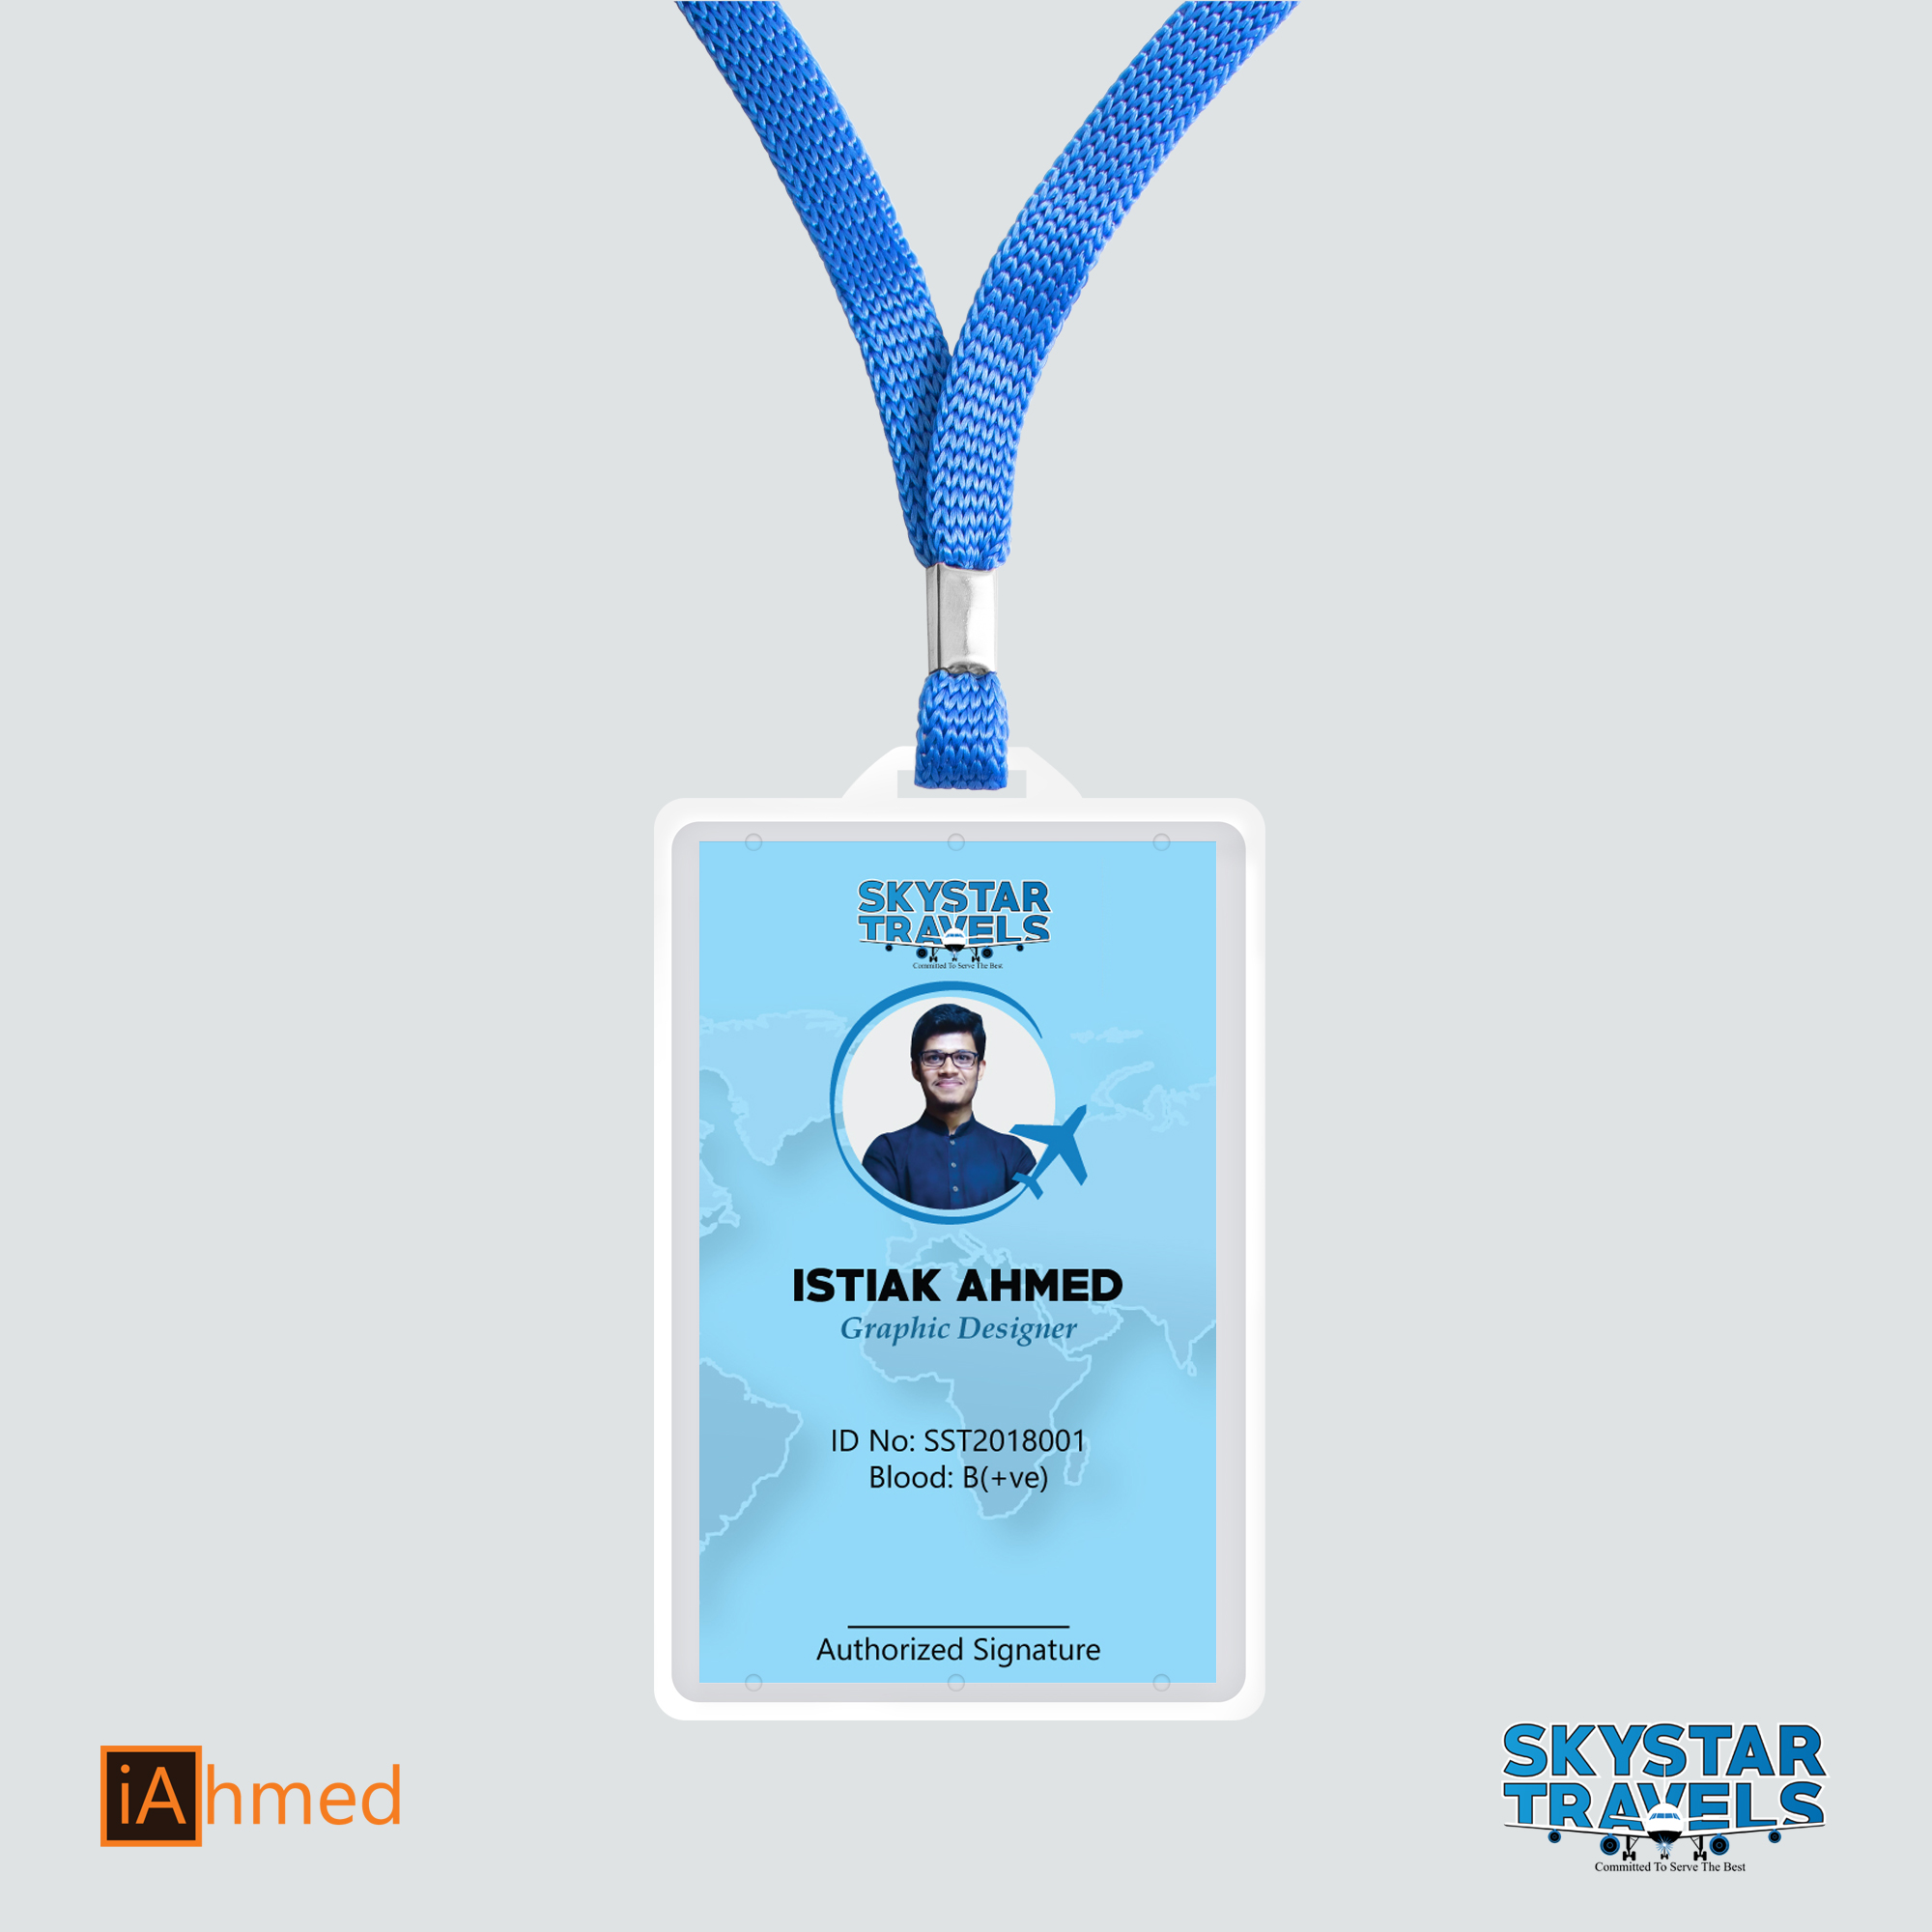 SKYSTAR
TRAVELS
Committed To Serve The Best
ISTIAK AHMED
Graphic Designer
ID No: SST2018001
Blood: B(+ve)
Authorized Signature
iAhmed
SKYSTAR
TRAVELS
Committed To Serve The Best